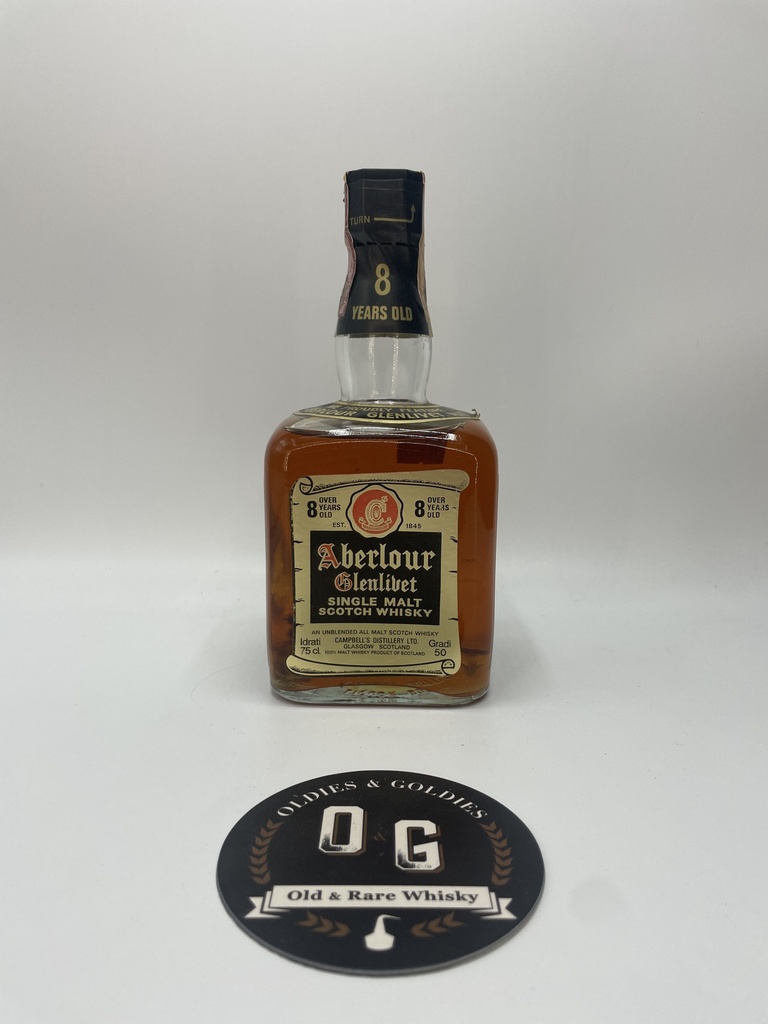 TURN
8
YEARS OLD
PROUDLY
GLENLIVET
8 OVER YEARS OLD
8 OVER YEARS OLD
EST. 1845
Aberlour
Glenlivet
SINGLE MALT
SCOTCH WHISKY
AN UNBLENDED ALL MALT SCOTCH WHISKY
CAMPBELL'S DISTILLERY LTD.
GLASGOW SCOTLAND
100% MALT WHISKY PRODUCT OF SCOTLAND
Idrati
75 cl
Gradi
50
OLDIES & GOLDIES
O & G
Old & Rare Whisky